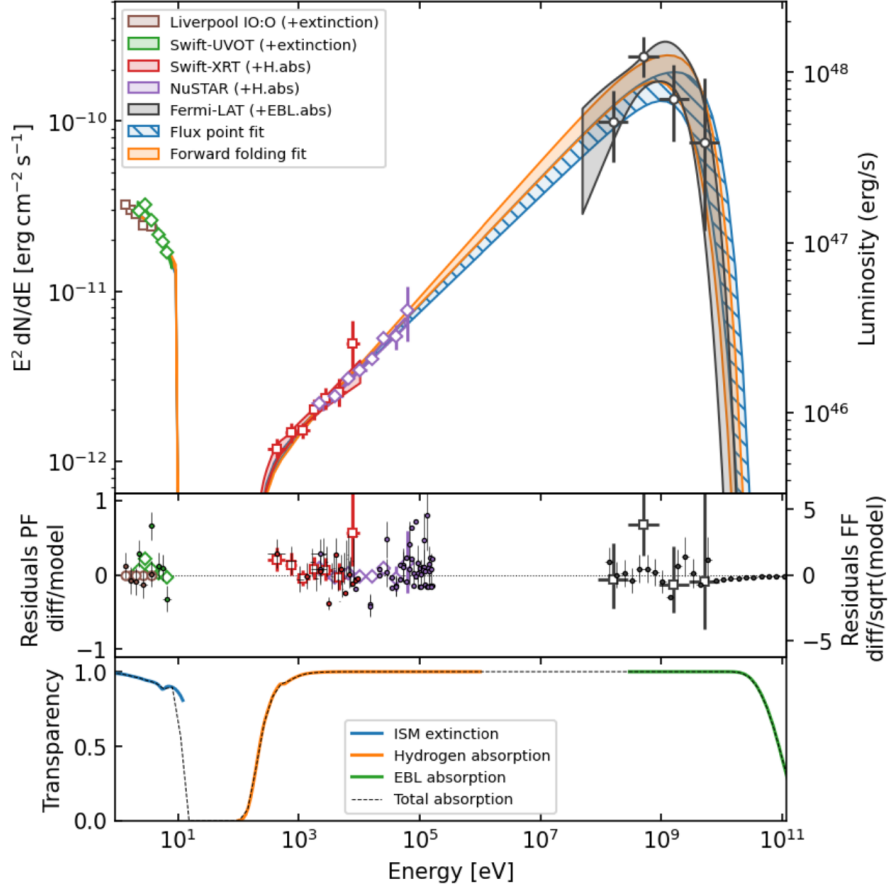 Liverpool IO:O (+extinction)
Swift-UVOT (+extinction)
Swift-XRT (+H.abs)
NuSTAR (+H.abs)
Fermi-LAT (+EBL.abs)
Flux point fit
Forward folding fit
E² dN/dE [erg cm⁻² s⁻¹]
10⁻¹⁰
10⁻¹¹
10⁻¹²
Luminosity (erg/s)
10⁴⁸
10⁴⁷
10⁴⁶
Residuals PF
diff/model
1
0
−1
Residuals FF
diff/sqrt(model)
5
0
−5
Transparency
1.0
0.5
0.0
ISM extinction
Hydrogen absorption
EBL absorption
Total absorption
10¹ 10³ 10⁵ 10⁷ 10⁹ 10¹¹
Energy [eV]